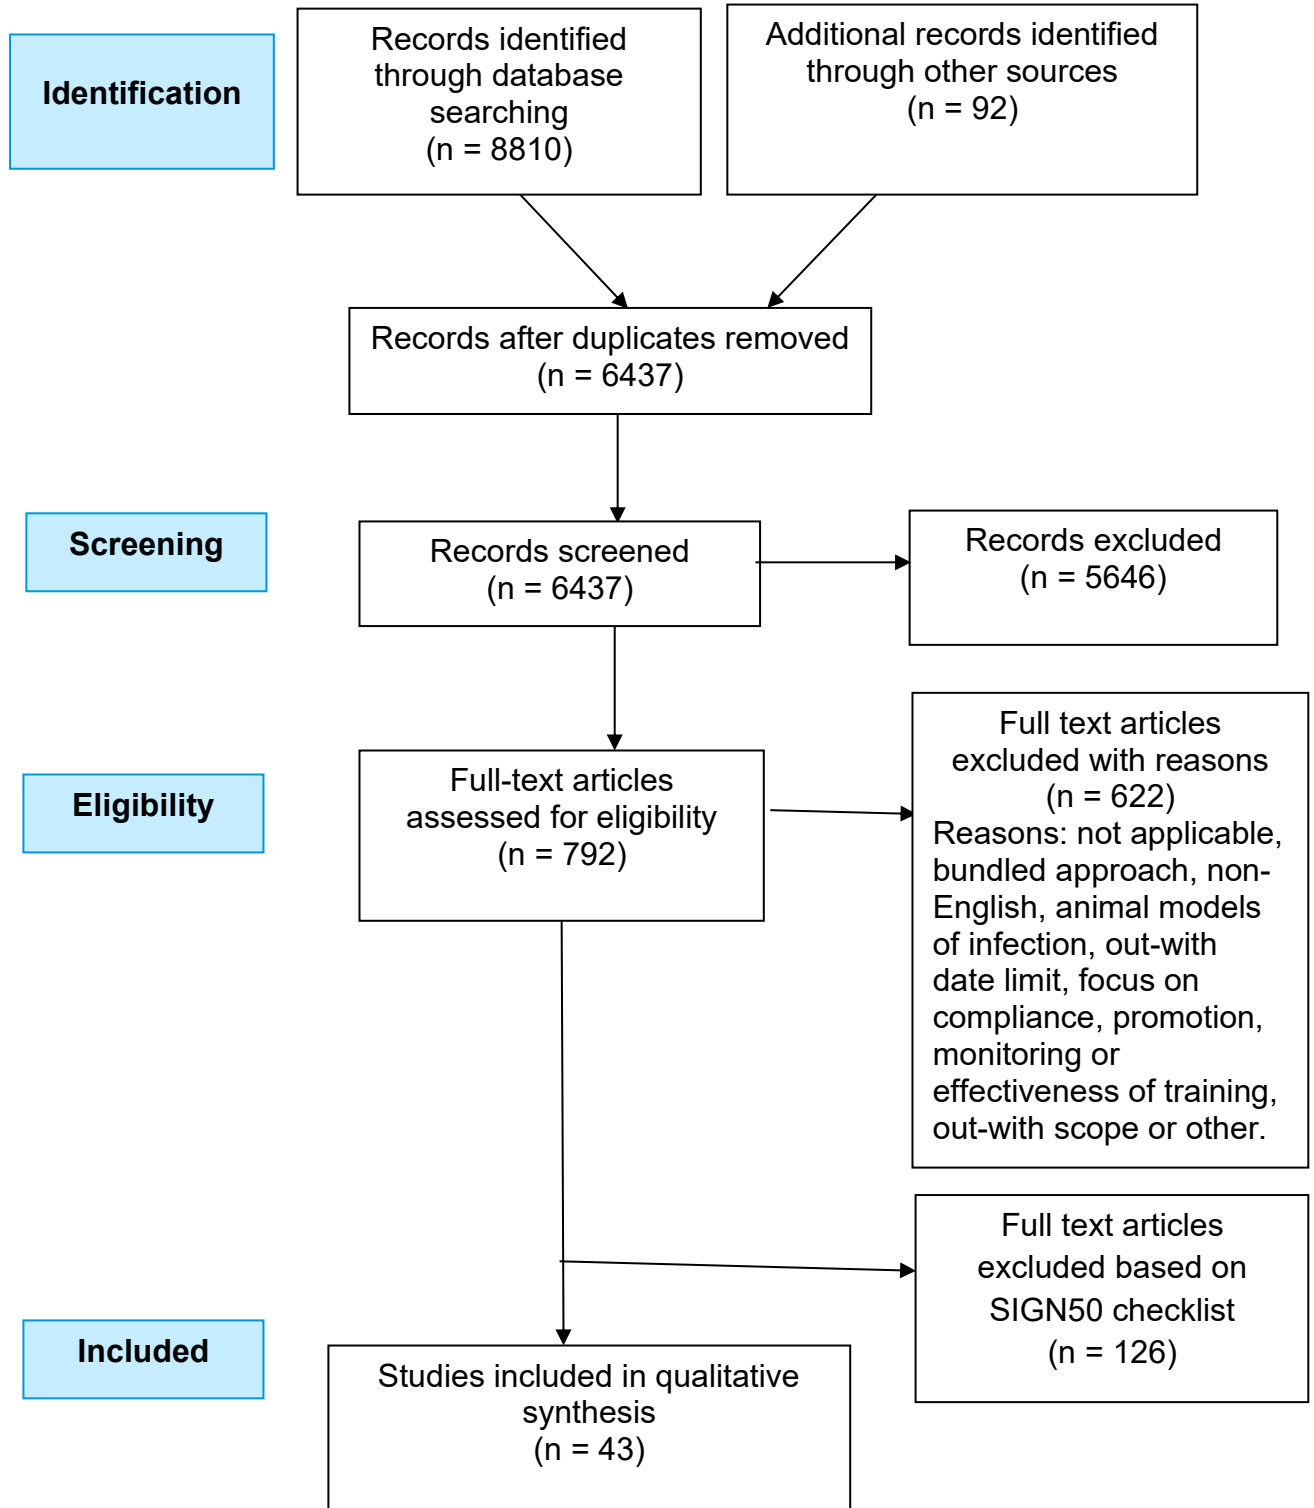 Identification
Records identified
through database
searching
(n = 8810)
Additional records identified
through other sources
(n = 92)
Records after duplicates removed
(n = 6437)
Screening
Records screened
(n = 6437)
Records excluded
(n = 5646)
Eligibility
Full-text articles
assessed for eligibility
(n = 792)
Full text articles
excluded with reasons
(n = 622)
Reasons: not applicable,
bundled approach, non-
English, animal models
of infection, out-with
date limit, focus on
compliance, promotion,
monitoring or
effectiveness of training,
out-with scope or other.
Full text articles
excluded based on
SIGN50 checklist
(n = 126)
Included
Studies included in qualitative
synthesis
(n = 43)